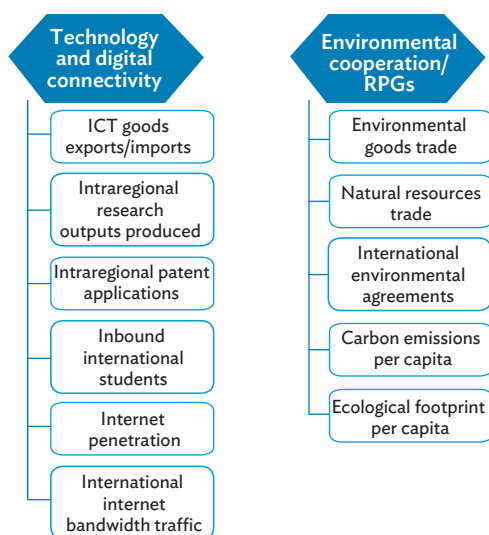 Technology
and digital
connectivity
ICT goods
exports/imports
Intraregional
research
outputs produced
Intraregional patent
applications
Inbound
international
students
Internet
penetration
International
internet
bandwidth traffic
Environmental
cooperation/
RPGs
Environmental
goods trade
Natural resources
trade
International
environmental
agreements
Carbon emissions
per capita
Ecological footprint
per capita